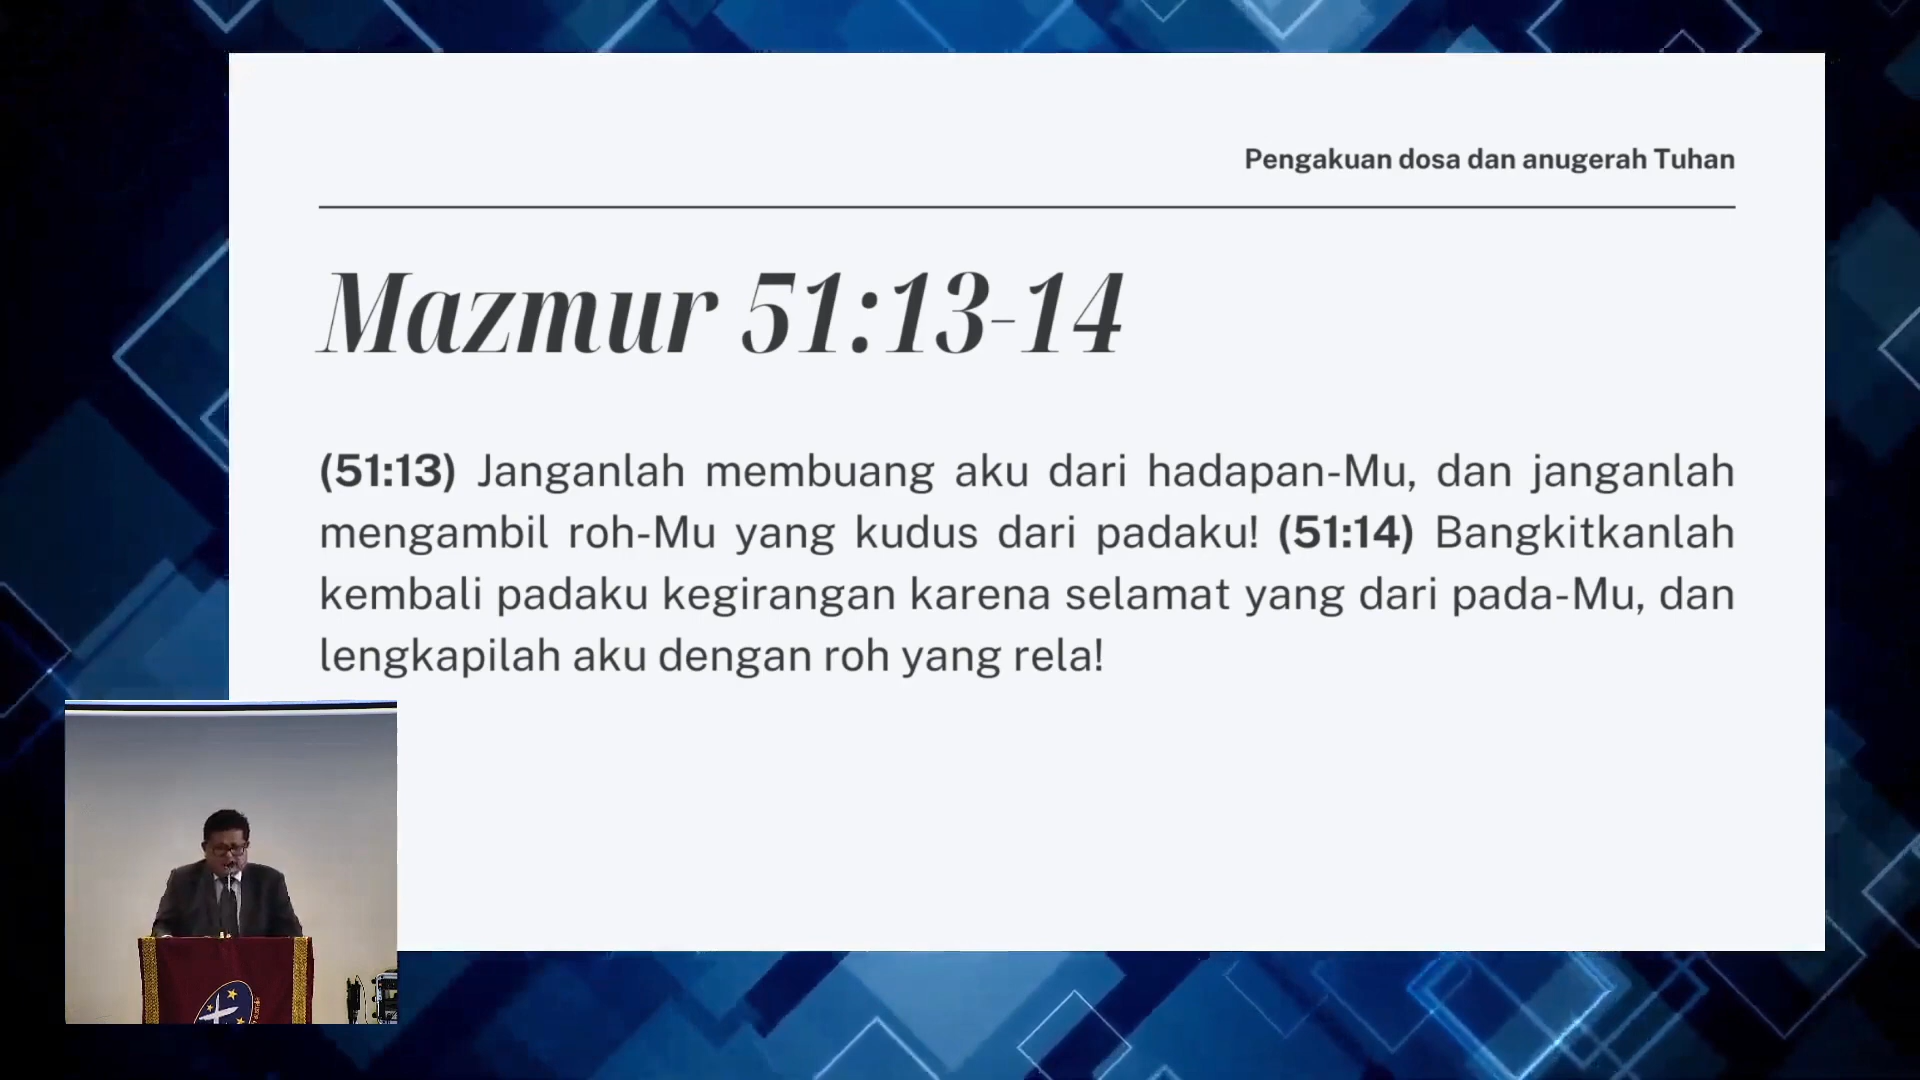 Pengakuan dosa dan anugerah Tuhan
Mazmur 51:13-14
(51:13) Janganlah membuang aku dari hadapan-Mu, dan janganlah
mengambil roh-Mu yang kudus dari padaku! (51:14) Bangkitkanlah
kembali padaku kegirangan karena selamat yang dari pada-Mu, dan
lengkapilah aku dengan roh yang rela!